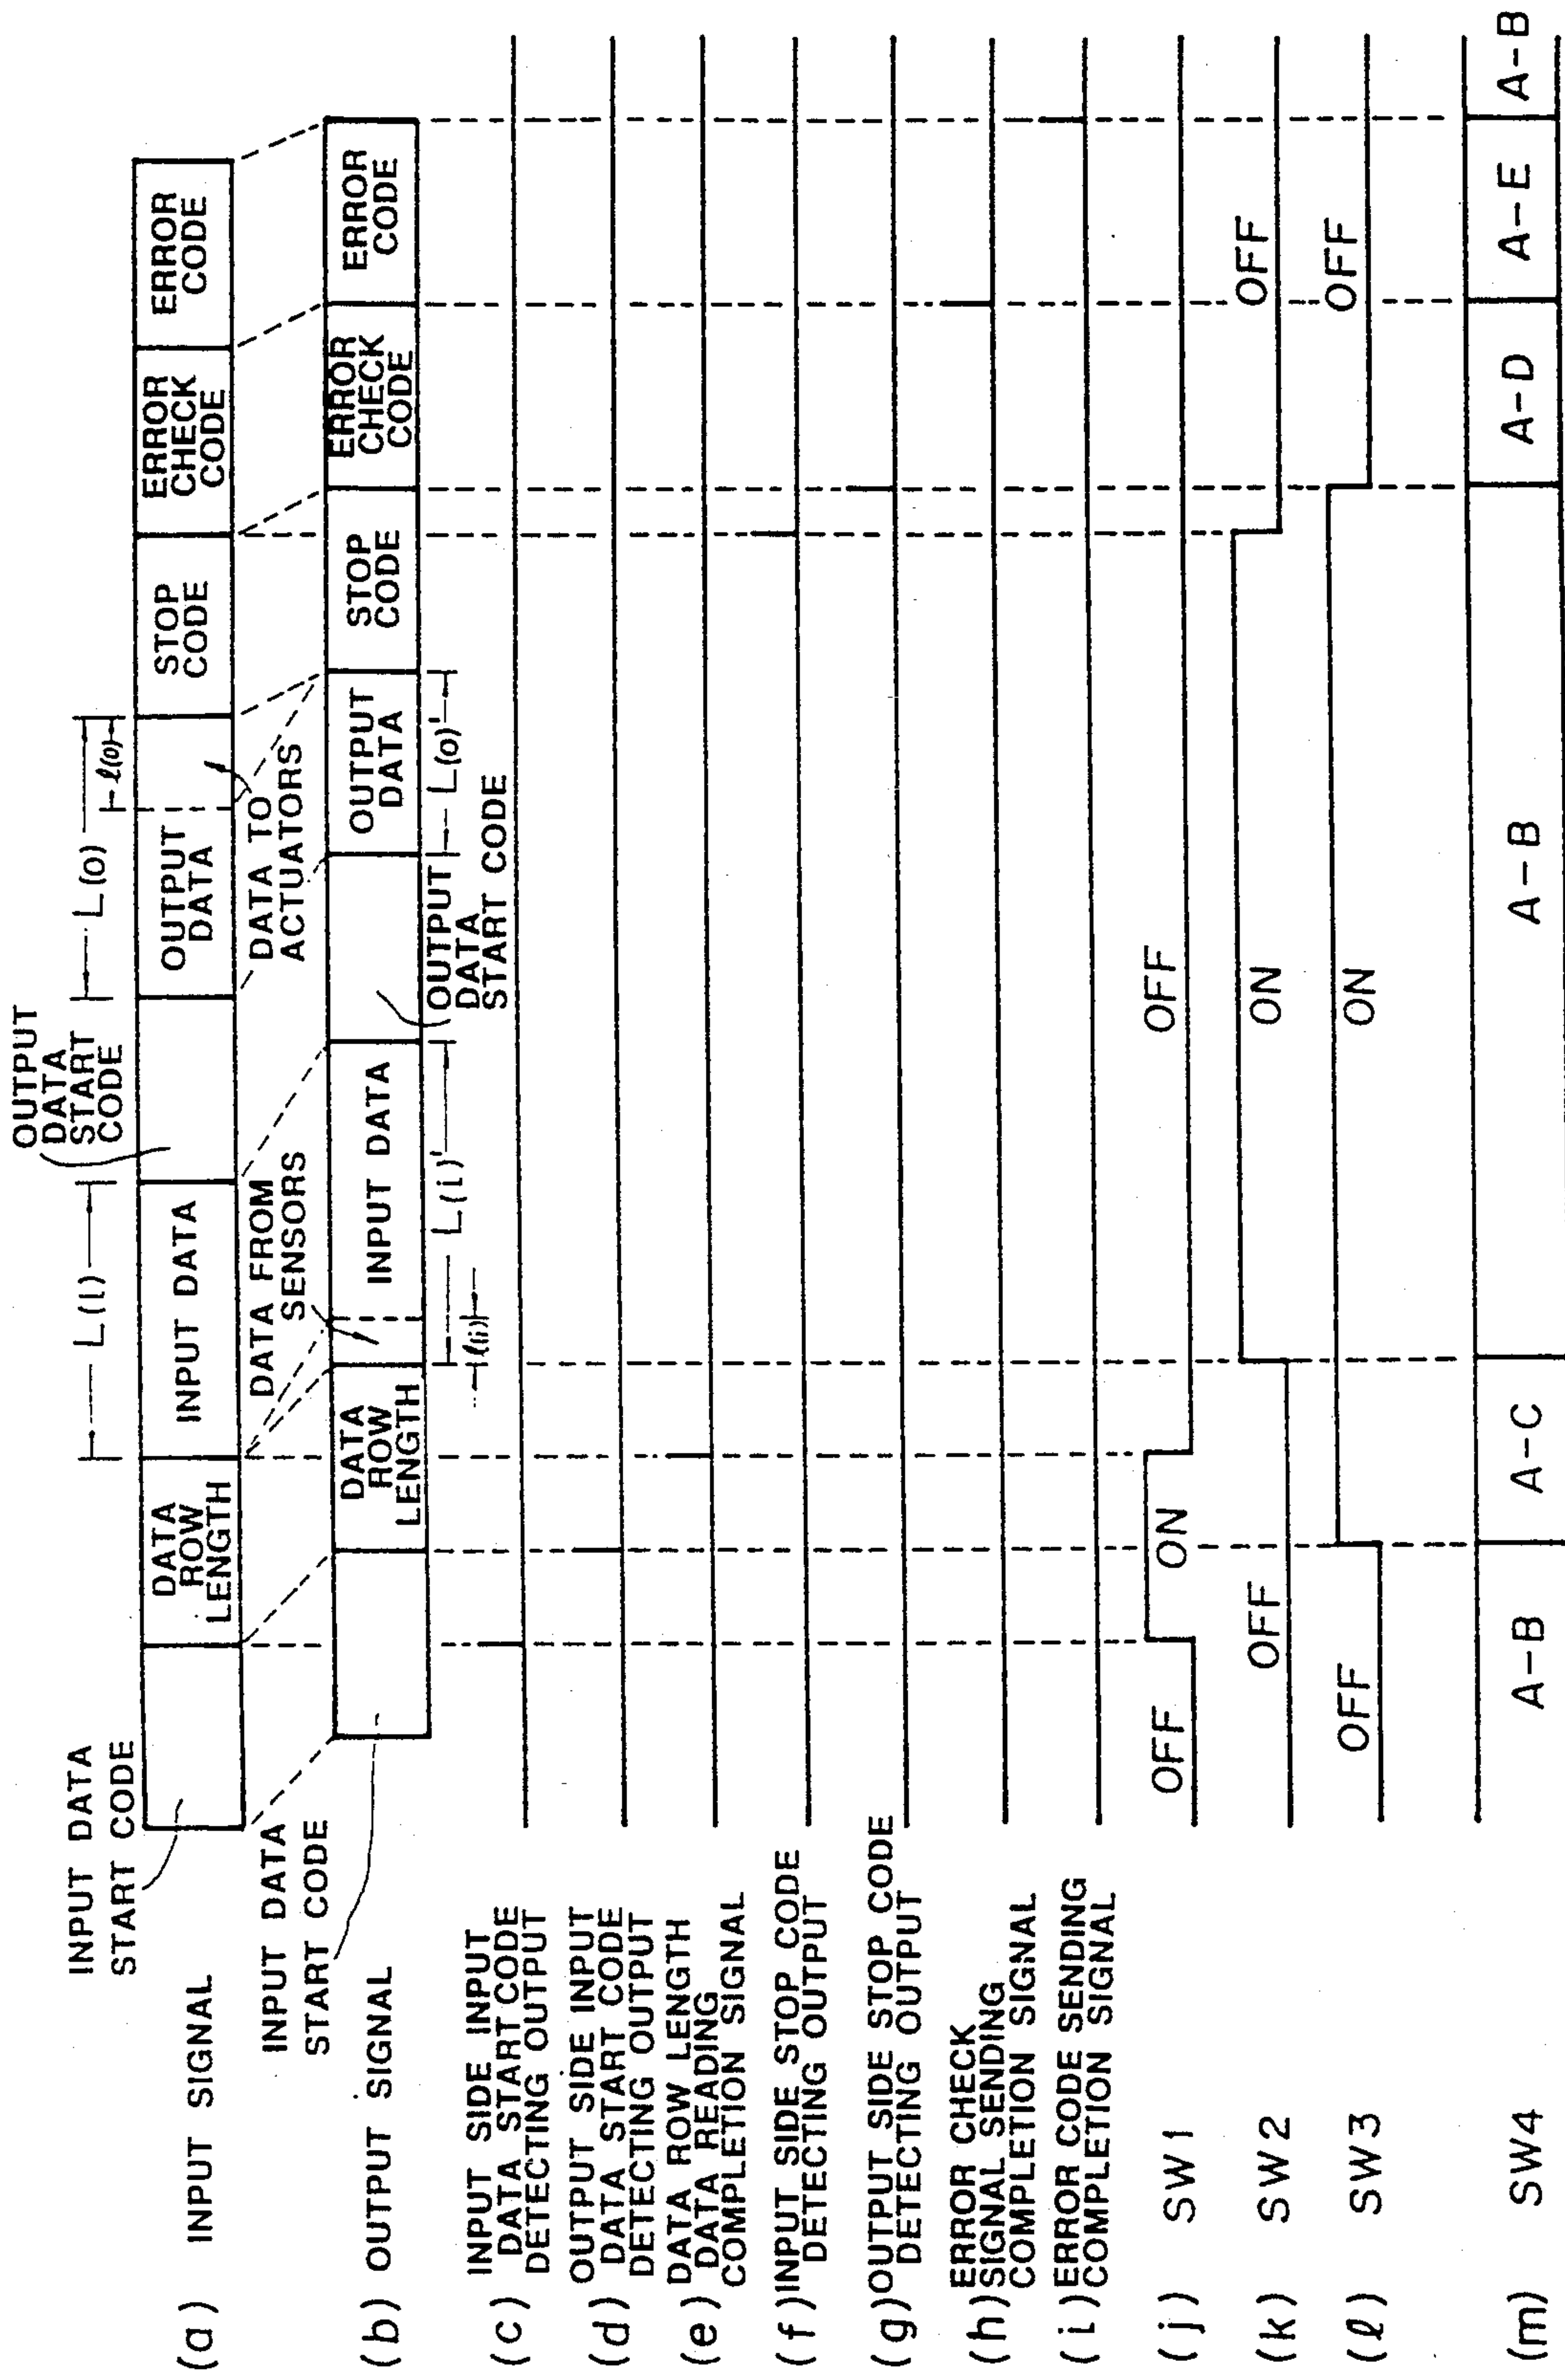 (a) INPUT SIGNAL
INPUT DATA
START CODE
DATA
ROW
LENGTH
INPUT DATA
L(i)
OUTPUT
DATA
START
CODE
OUTPUT
DATA
L(o)
ℓ(o)
STOP
CODE
ERROR
CHECK
CODE
ERROR
CODE
DATA FROM
SENSORS
DATA TO
ACTUATORS
(b) OUTPUT SIGNAL
INPUT DATA
START CODE
DATA
ROW
LENGTH
INPUT DATA
ℓ(i)
L(i)'
OUTPUT
DATA
START CODE
OUTPUT
DATA
L(o)'
STOP
CODE
ERROR
CHECK
CODE
ERROR
CODE
(c) INPUT SIDE INPUT
DATA START CODE
DETECTING OUTPUT
(d) OUTPUT SIDE INPUT
DATA START CODE
DETECTING OUTPUT
(e) DATA ROW LENGTH
DATA READING
COMPLETION SIGNAL
(f) INPUT SIDE STOP CODE
DETECTING OUTPUT
(g) OUTPUT SIDE STOP CODE
DETECTING OUTPUT
(h) ERROR CHECK
SIGNAL SENDING
COMPLETION SIGNAL
(i) ERROR CODE SENDING
COMPLETION SIGNAL
(j) SW1 OFF ON OFF
(k) SW2 OFF ON OFF
(ℓ) SW3 OFF ON OFF
(m) SW4 A-B A-C A-B A-D A-E A-B